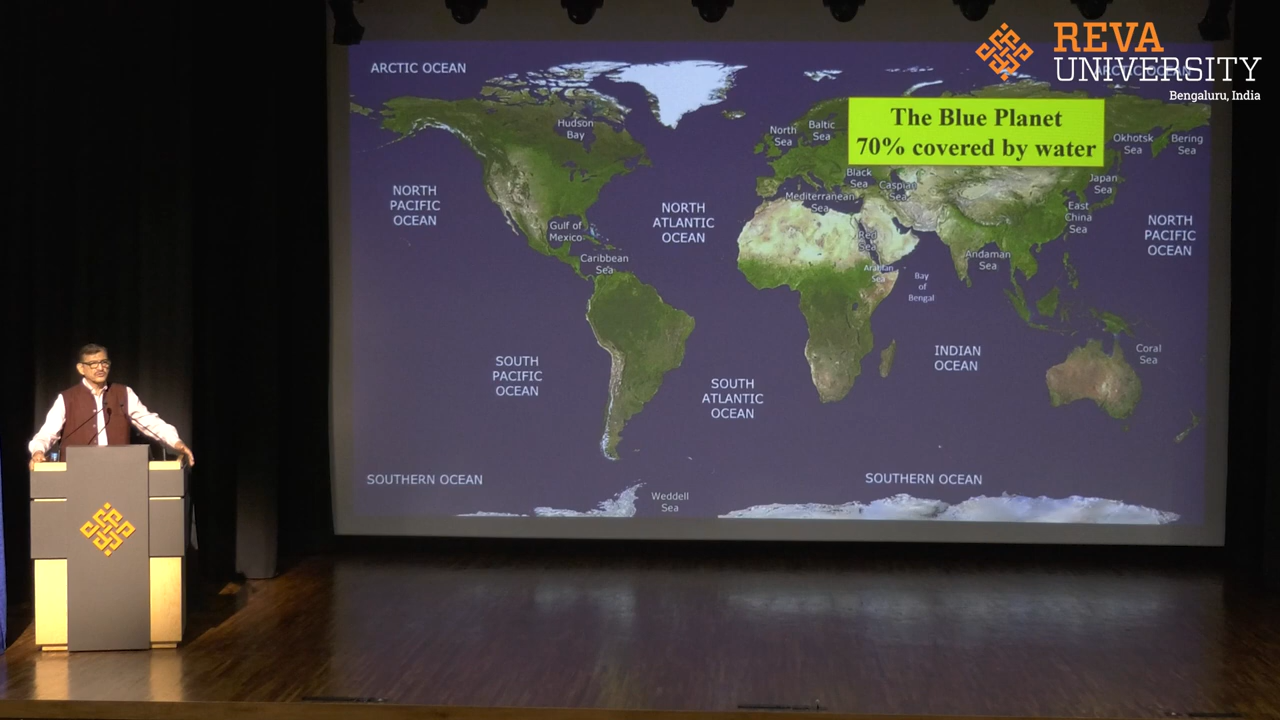 REVA
UNIVERSITY
Bengaluru, India
ARCTIC OCEAN
The Blue Planet
70% covered by water
Hudson
Bay
North
Sea
Baltic
Sea
Okhotsk
Sea
Bering
Sea
Black
Sea
Caspian
Sea
Japan
Sea
Mediterranean
Sea
NORTH
PACIFIC
OCEAN
NORTH
ATLANTIC
OCEAN
East
China
Sea
NORTH
PACIFIC
OCEAN
Gulf of
Mexico
Red
Sea
Caribbean
Sea
Andaman
Sea
Arabian
Sea
Bay
of
Bengal
SOUTH
PACIFIC
OCEAN
INDIAN
OCEAN
Coral
Sea
SOUTH
ATLANTIC
OCEAN
SOUTHERN OCEAN
SOUTHERN OCEAN
Weddell
Sea